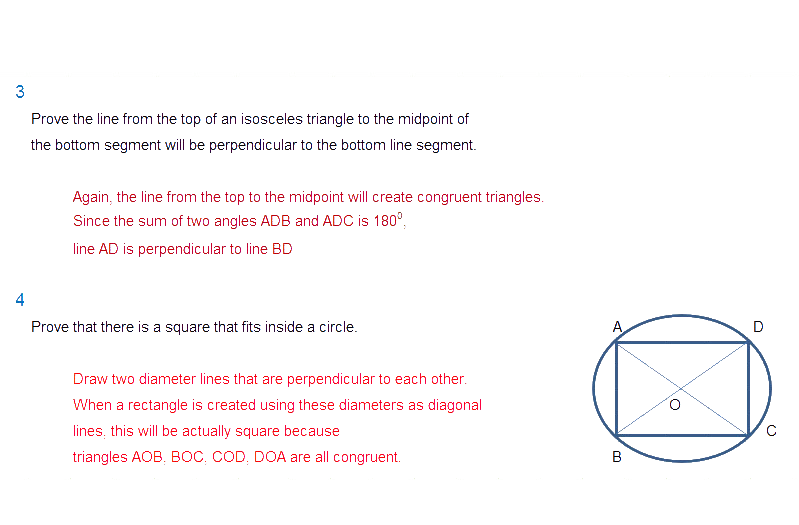 3
Prove the line from the top of an isosceles triangle to the midpoint of
the bottom segment will be perpendicular to the bottom line segment.
Again, the line from the top to the midpoint will create congruent triangles.
Since the sum of two angles ADB and ADC is 180⁰,
line AD is perpendicular to line BD
4
Prove that there is a square that fits inside a circle.
A
D
Draw two diameter lines that are perpendicular to each other.
When a rectangle is created using these diameters as diagonal
O
lines, this will be actually square because
C
triangles AOB, BOC, COD, DOA are all congruent.
B